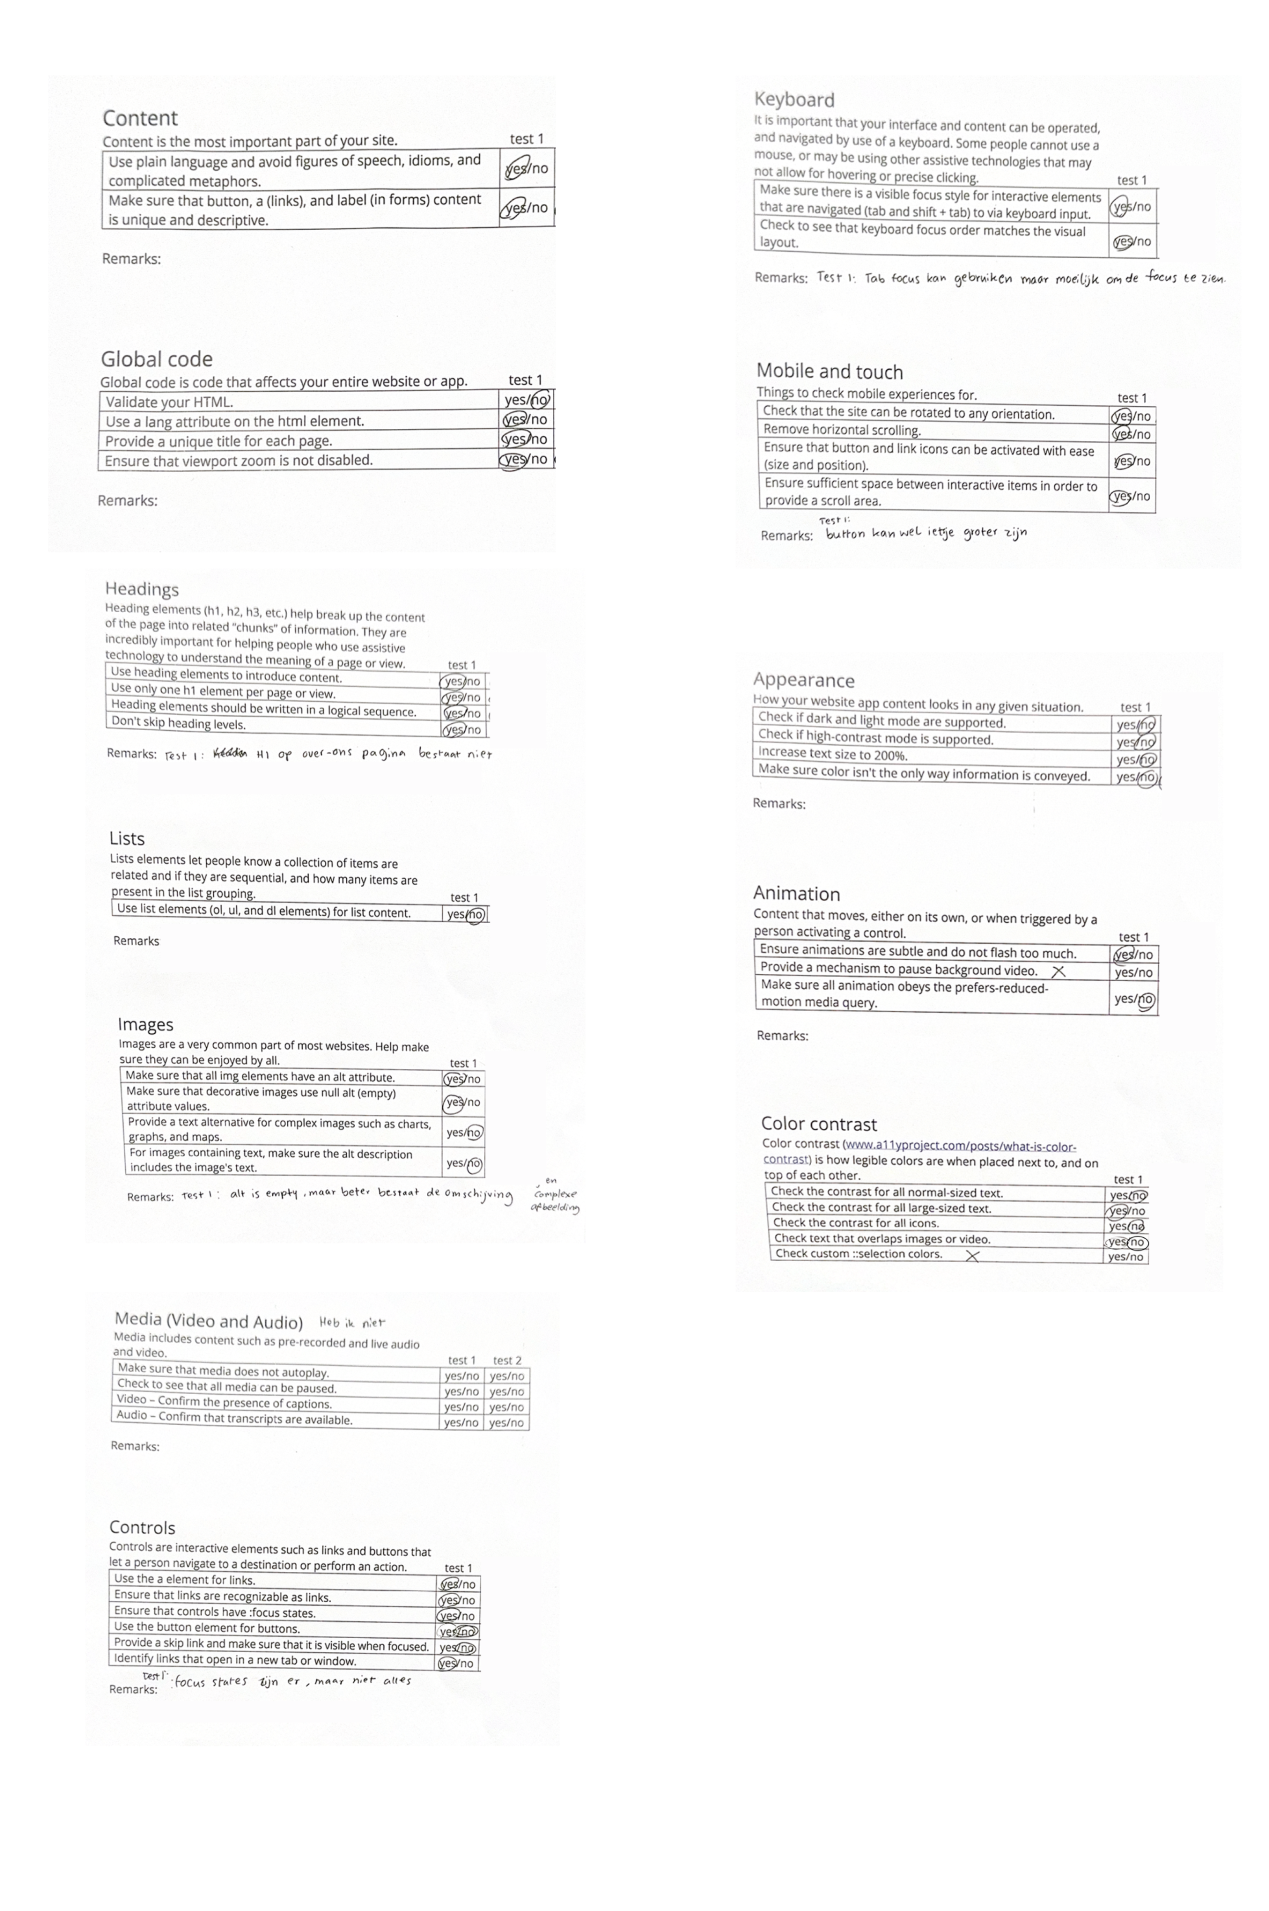 Content
Content is the most important part of your site. test 1
Use plain language and avoid figures of speech, idioms, and yes/no
complicated metaphors.
Make sure that button, a (links), and label (in forms) content yes/no
is unique and descriptive.
Remarks:
Global code
Global code is code that affects your entire website or app. test 1
Validate your HTML. yes/no
Use a lang attribute on the html element. yes/no
Provide a unique title for each page. yes/no
Ensure that viewport zoom is not disabled. yes/no
Remarks:
Headings
Heading elements (h1, h2, h3, etc.) help break up the content
of the page into related "chunks" of information. They are
incredibly important for helping people who use assistive
technology to understand the meaning of a page or view. test 1
Use heading elements to introduce content. yes/no
Use only one h1 element per page or view. yes/no
Heading elements should be written in a logical sequence. yes/no
Don't skip heading levels. yes/no
Remarks: Test 1: H1 op over-ons pagina bestaat niet
Lists
Lists elements let people know a collection of items are
related and if they are sequential, and how many items are
present in the list grouping. test 1
Use list elements (ol, ul, and dl elements) for list content. yes/no
Remarks
Images
Images are a very common part of most websites. Help make
sure they can be enjoyed by all. test 1
Make sure that all img elements have an alt attribute. yes/no
Make sure that decorative images use null alt (empty) yes/no
attribute values.
Provide a text alternative for complex images such as charts, yes/no
graphs, and maps.
For images containing text, make sure the alt description yes/no
includes the image's text.
Remarks: Test 1: alt is empty, maar beter bestaat de omschijving, en
complexe
afbeelding
Media (Video and Audio) Heb ik niet
Media includes content such as pre-recorded and live audio
and video. test 1 test 2
Make sure that media does not autoplay. yes/no yes/no
Check to see that all media can be paused. yes/no yes/no
Video – Confirm the presence of captions. yes/no yes/no
Audio – Confirm that transcripts are available. yes/no yes/no
Remarks:
Controls
Controls are interactive elements such as links and buttons that
let a person navigate to a destination or perform an action. test 1
Use the a element for links. yes/no
Ensure that links are recognizable as links. yes/no
Ensure that controls have :focus states. yes/no
Use the button element for buttons. yes/no
Provide a skip link and make sure that it is visible when focused. yes/no
Identify links that open in a new tab or window. yes/no
Remarks: Test 1: focus states zijn er, maar niet alles
Keyboard
It is important that your interface and content can be operated,
and navigated by use of a keyboard. Some people cannot use a
mouse, or may be using other assistive technologies that may
not allow for hovering or precise clicking. test 1
Make sure there is a visible focus style for interactive elements yes/no
that are navigated (tab and shift + tab) to via keyboard input.
Check to see that keyboard focus order matches the visual yes/no
layout.
Remarks: Test 1: Tab focus kan gebruiken maar moeilijk om de focus te zien.
Mobile and touch
Things to check mobile experiences for. test 1
Check that the site can be rotated to any orientation. yes/no
Remove horizontal scrolling. yes/no
Ensure that button and link icons can be activated with ease yes/no
(size and position).
Ensure sufficient space between interactive items in order to yes/no
provide a scroll area.
Test 1:
Remarks: button kan wel ietsje groter zijn
Appearance
How your website app content looks in any given situation. test 1
Check if dark and light mode are supported. yes/no
Check if high-contrast mode is supported. yes/no
Increase text size to 200%. yes/no
Make sure color isn't the only way information is conveyed. yes/no
Remarks:
Animation
Content that moves, either on its own, or when triggered by a
person activating a control. test 1
Ensure animations are subtle and do not flash too much. yes/no
Provide a mechanism to pause background video. X yes/no
Make sure all animation obeys the prefers-reduced- yes/no
motion media query.
Remarks:
Color contrast
Color contrast (www.a11yproject.com/posts/what-is-color-
contrast) is how legible colors are when placed next to, and on
top of each other. test 1
Check the contrast for all normal-sized text. yes/no
Check the contrast for all large-sized text. yes/no
Check the contrast for all icons. yes/no
Check text that overlaps images or video. yes/no
Check custom ::selection colors. X yes/no